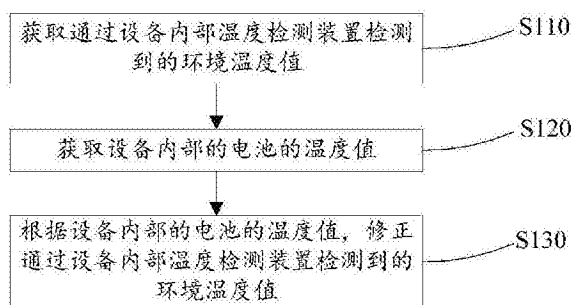 获取通过设备内部温度检测装置检测
到的环境温度值
S110
获取设备内部的电池的温度值
S120
根据设备内部的电池的温度值，修正
通过设备内部温度检测装置检测到的
环境温度值
S130